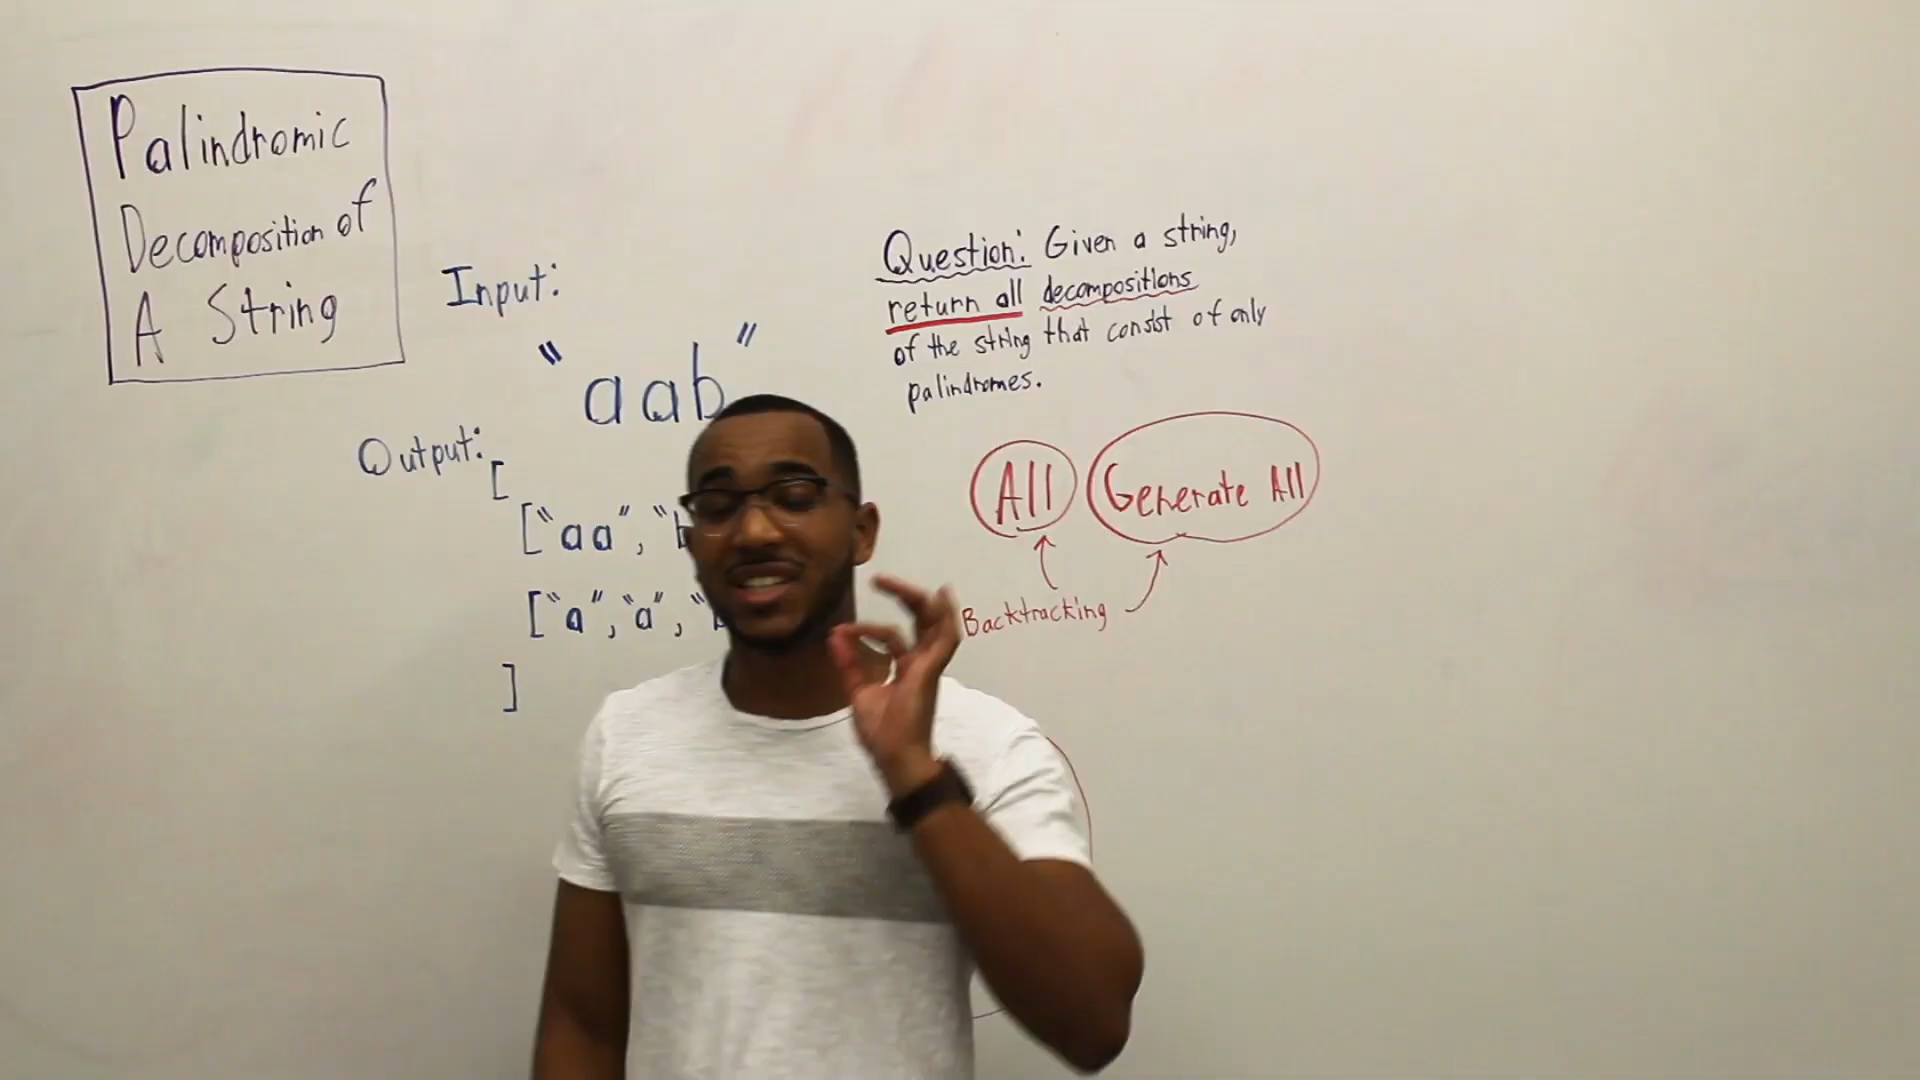 Palindromic
Decomposition of
A String
Input:
"aab"
Output:
[
["aa", "b
["a", "a", "b
]
Question: Given a string,
return all decompositions
of the string that consist of only
palindromes.
All
Generate All
Backtracking